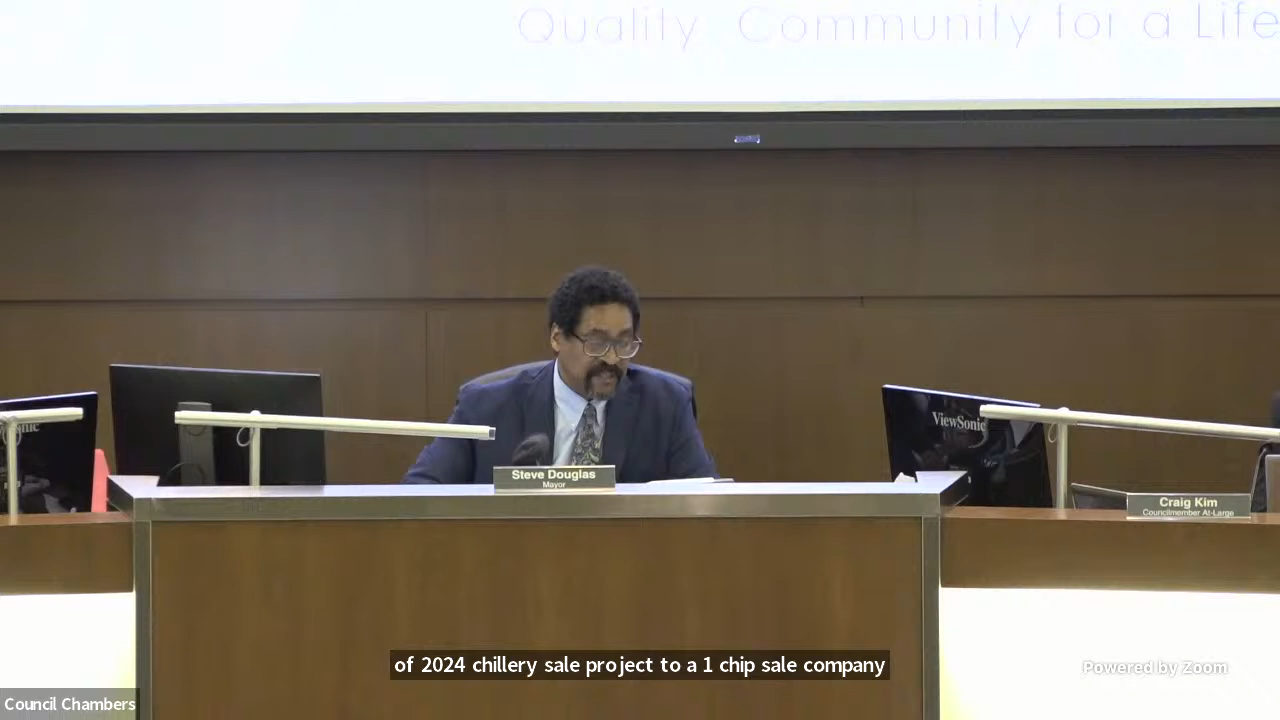 Quality Community for a Life
ViewSonic
Steve Douglas
Mayor
Craig Kim
Councilmember At-Large
of 2024 chillery sale project to a 1 chip sale company
Powered by Zoom
Council Chambers